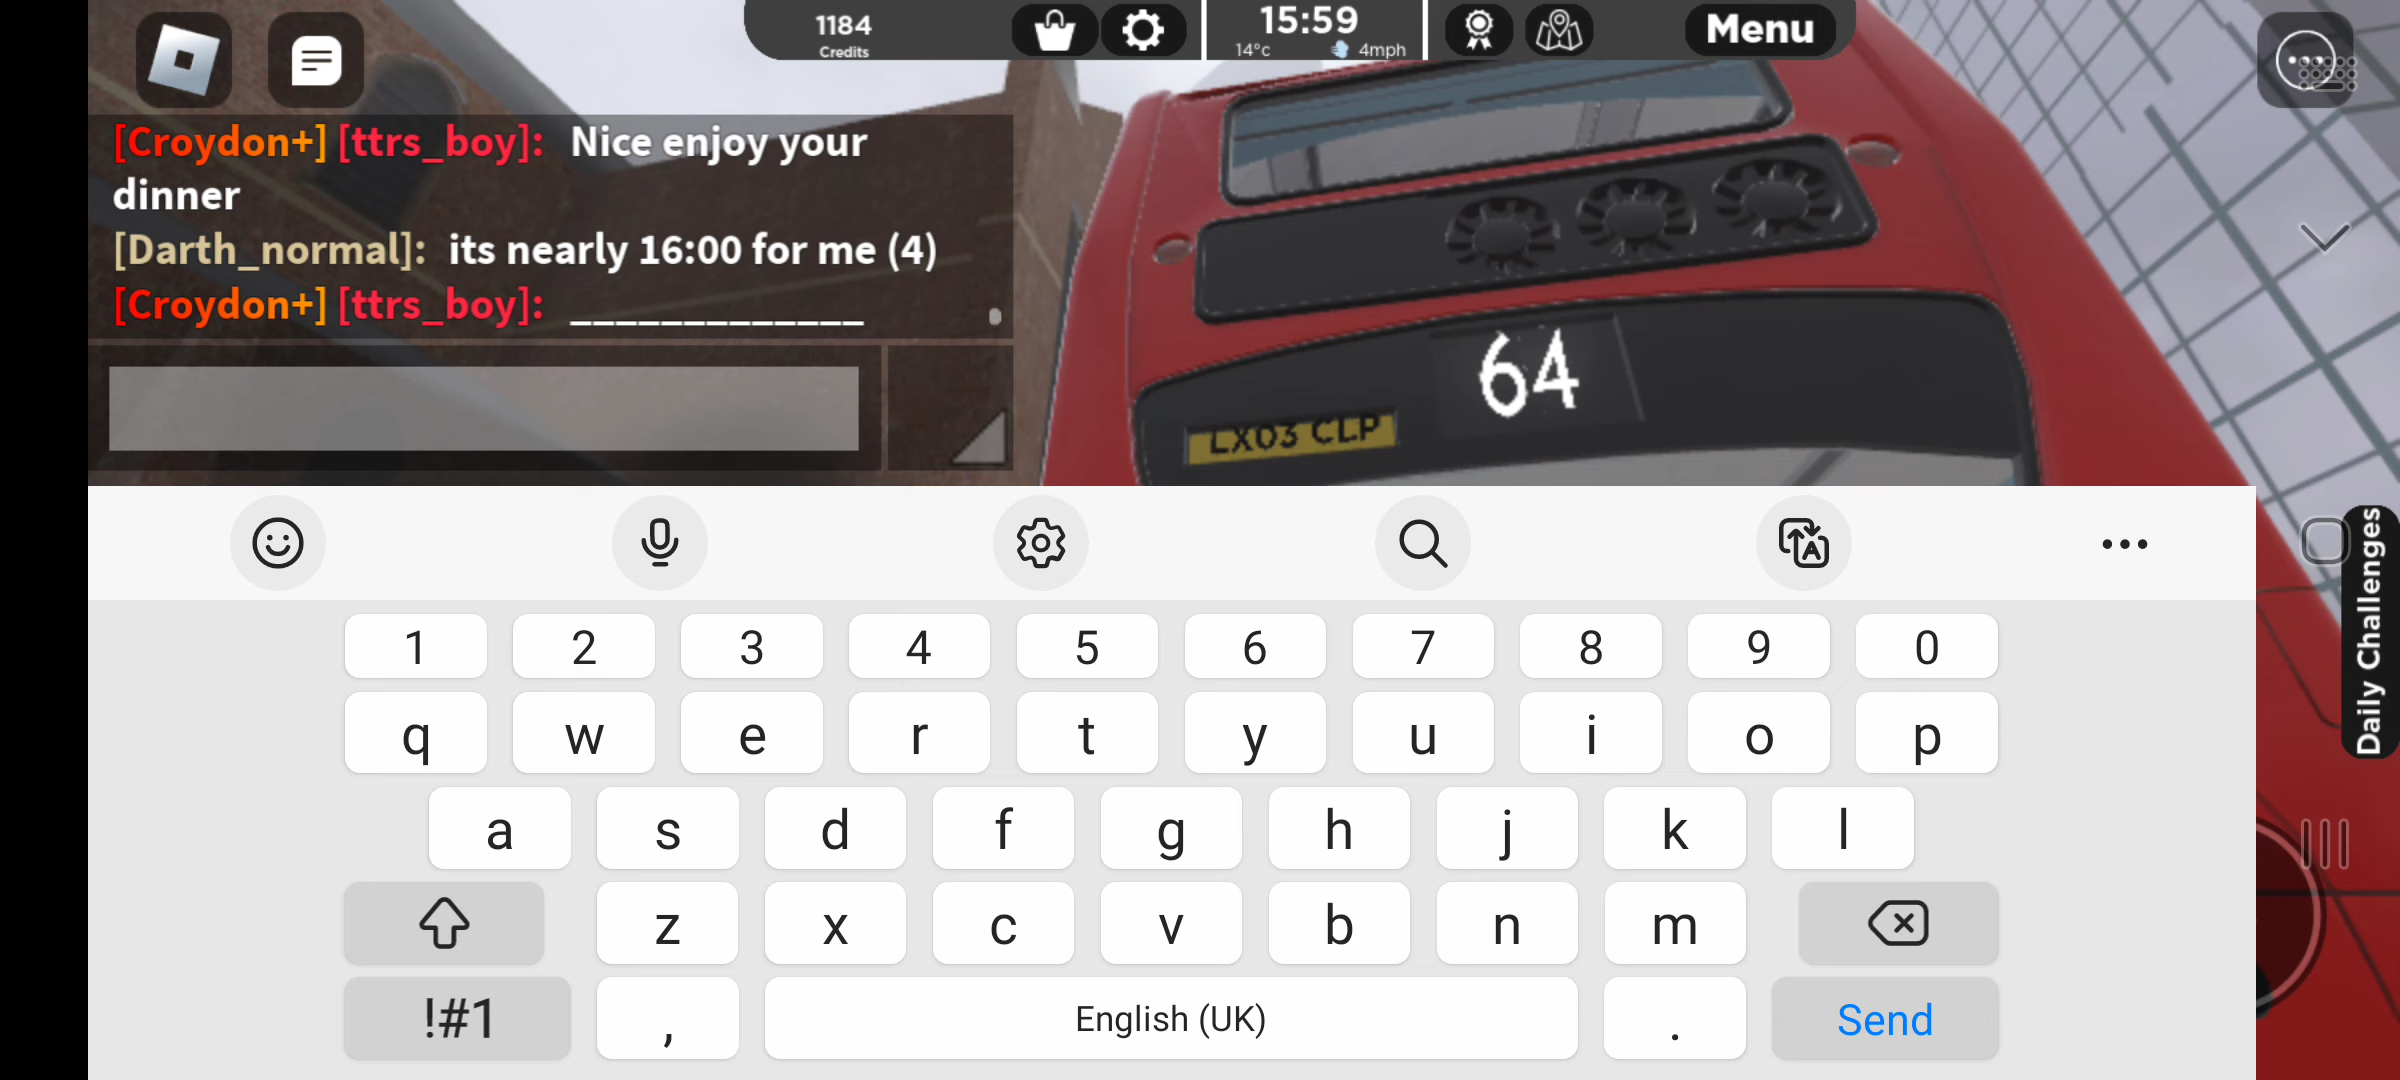 1184
Credits
15:59
14°c
4mph
Menu
[Croydon+] [ttrs_boy]: Nice enjoy your
dinner
[Darth_normal]: its nearly 16:00 for me (4)
[Croydon+] [ttrs_boy]: _____________
64
LX03 CLP
Daily Challenges
1 2 3 4 5 6 7 8 9 0
q w e r t y u i o p
a s d f g h j k l
z x c v b n m
!#1 , English (UK) . Send